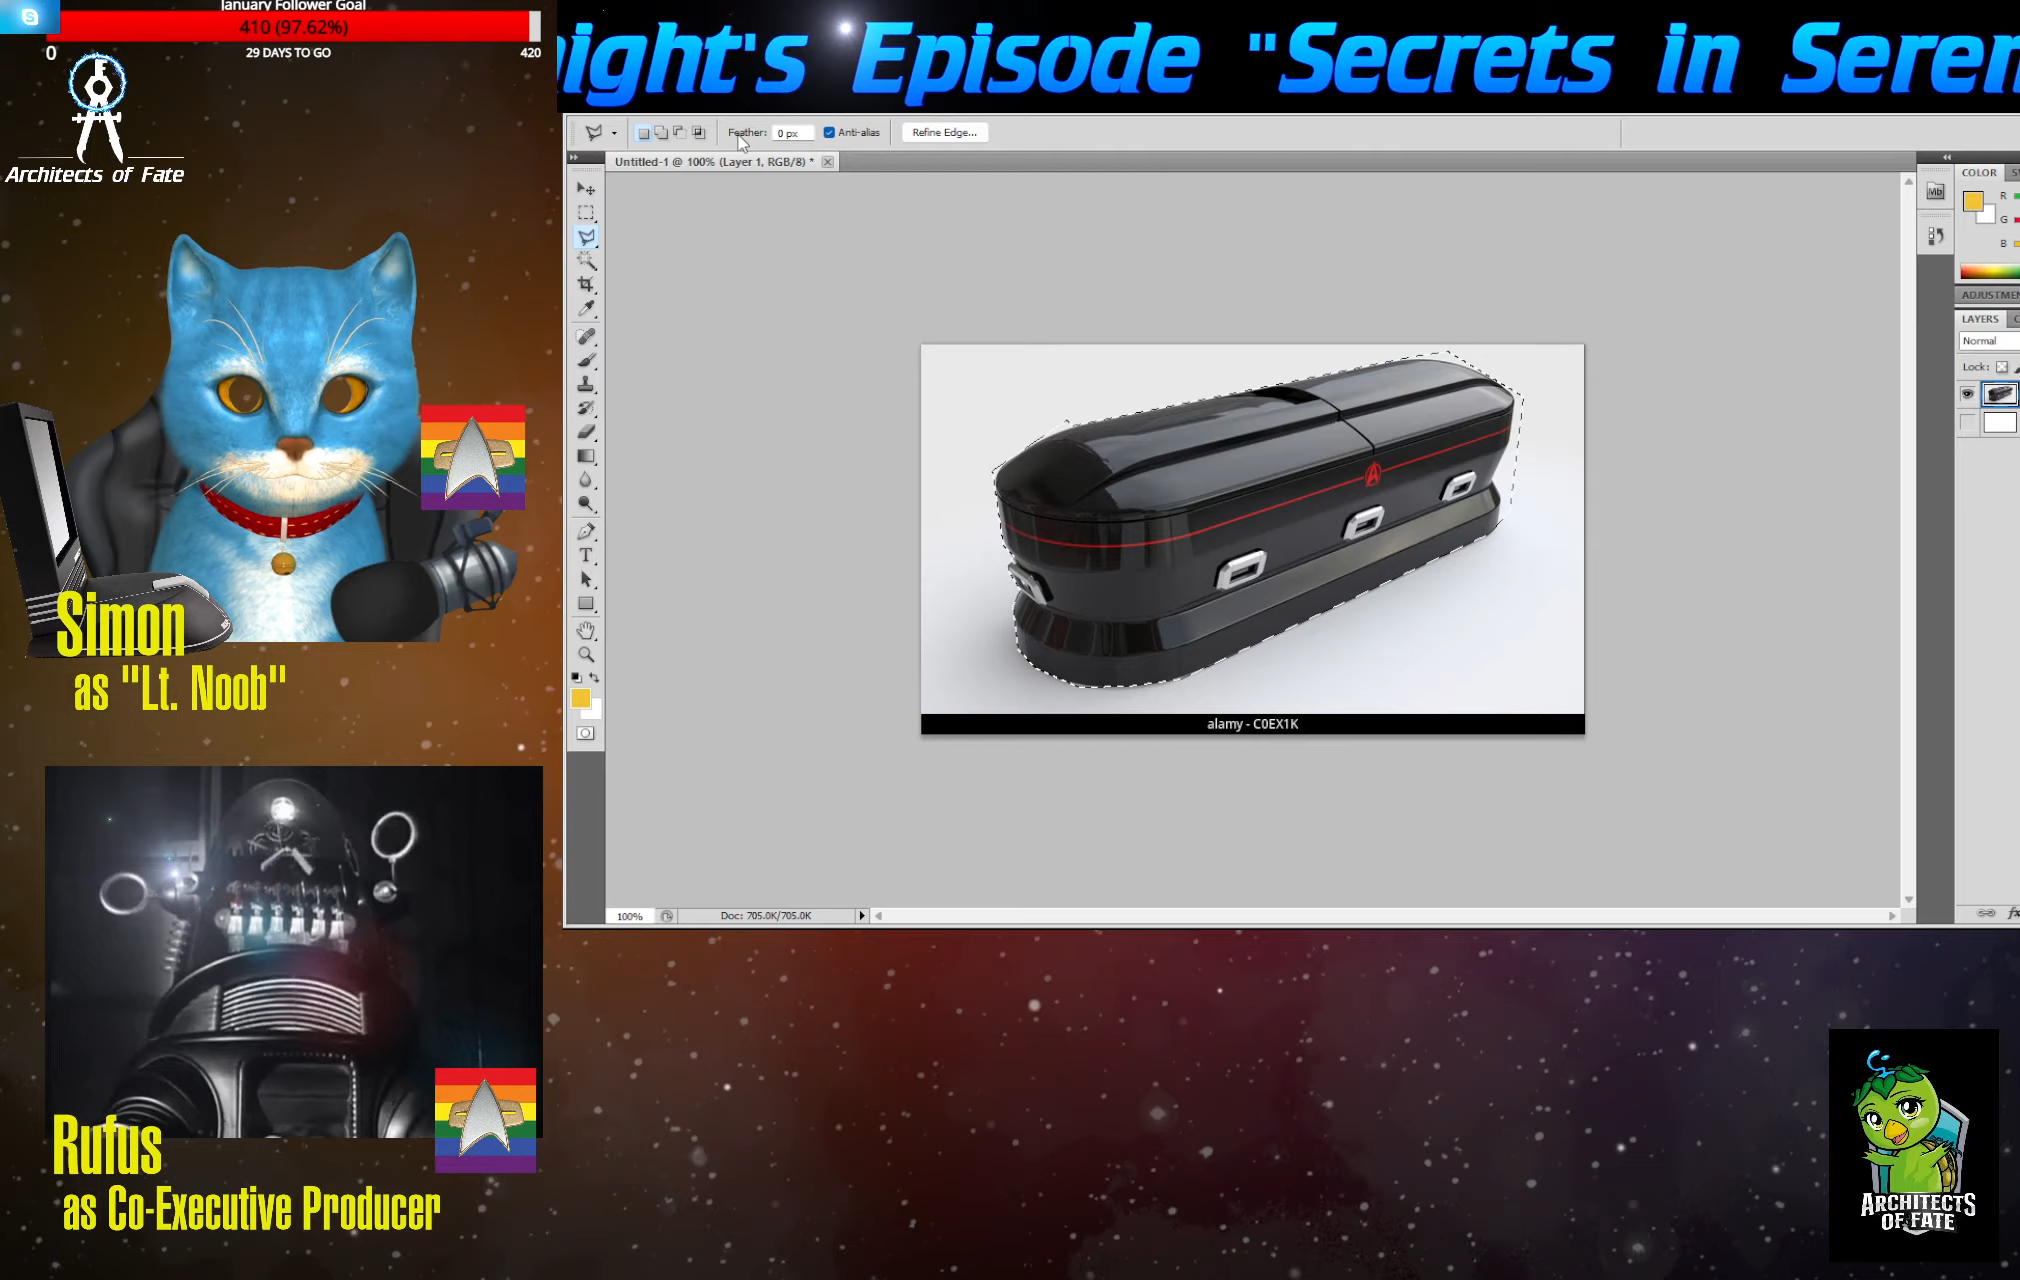 January Follower Goal
410 (97.62%)
0
29 DAYS TO GO
420
Architects of Fate
Simon
as "Lt. Noob"
Rufus
as Co-Executive Producer
ight's Episode "Secrets in Seren
Feather: 0 px
Anti-alias
Refine Edge...
Untitled-1 @ 100% (Layer 1, RGB/8) *
Mb
COLOR
R
G
B
ADJUSTMEN
LAYERS
Normal
Lock:
alamy - C0EX1K
100%
Doc: 705.0K/705.0K
fx
ARCHITECTS
OF FATE